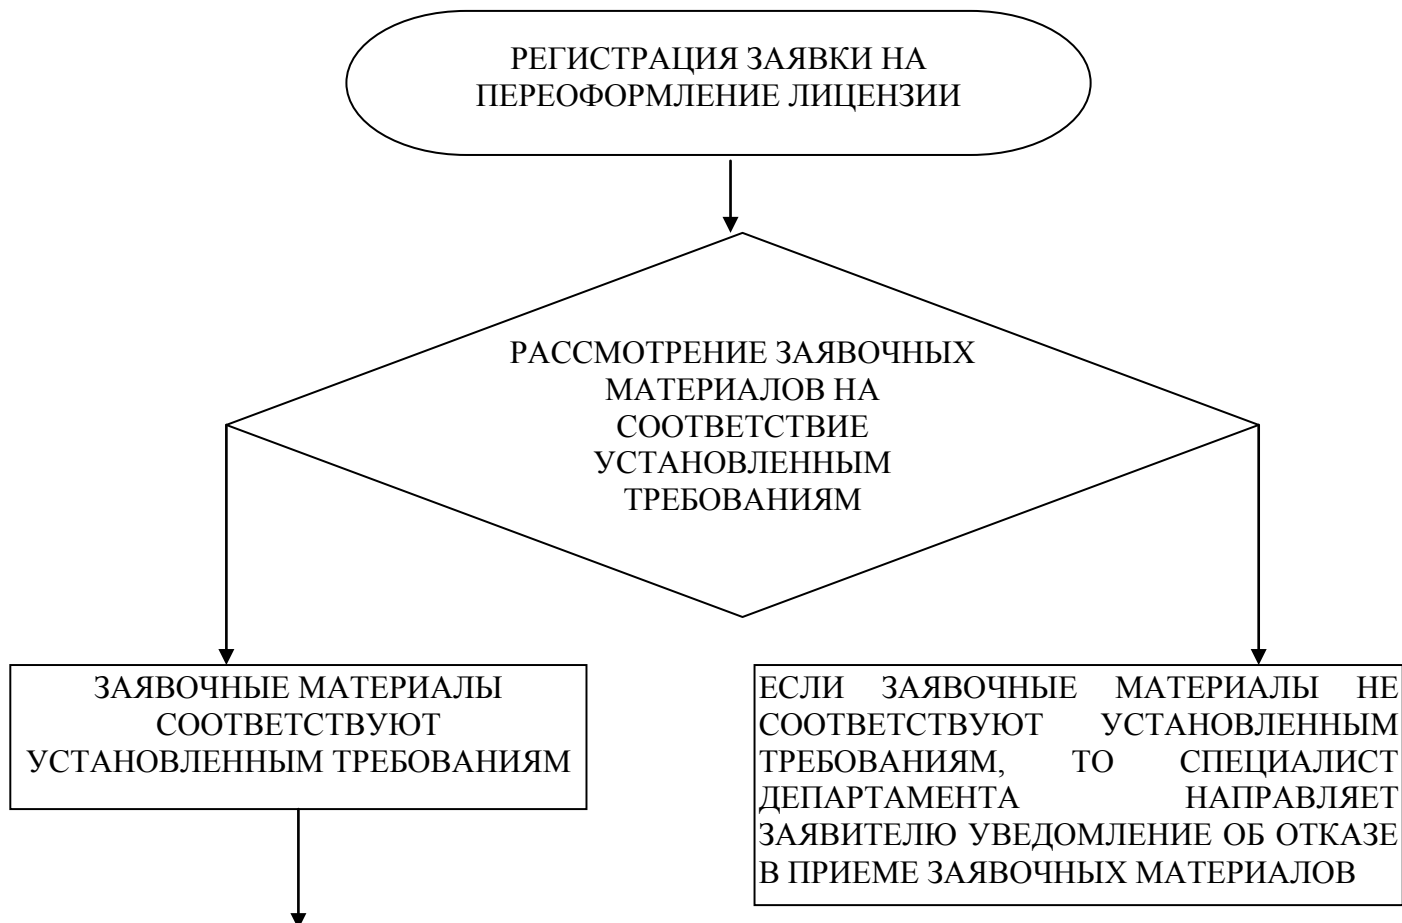 РЕГИСТРАЦИЯ ЗАЯВКИ НА
ПЕРЕОФОРМЛЕНИЕ ЛИЦЕНЗИИ
РАССМОТРЕНИЕ ЗАЯВОЧНЫХ
МАТЕРИАЛОВ НА
СООТВЕТСТВИЕ
УСТАНОВЛЕННЫМ
ТРЕБОВАНИЯМ
ЗАЯВОЧНЫЕ МАТЕРИАЛЫ
СООТВЕТСТВУЮТ
УСТАНОВЛЕННЫМ ТРЕБОВАНИЯМ
ЕСЛИ ЗАЯВОЧНЫЕ МАТЕРИАЛЫ НЕ
СООТВЕТСТВУЮТ УСТАНОВЛЕННЫМ
ТРЕБОВАНИЯМ, ТО СПЕЦИАЛИСТ
ДЕПАРТАМЕНТА НАПРАВЛЯЕТ
ЗАЯВИТЕЛЮ УВЕДОМЛЕНИЕ ОБ ОТКАЗЕ
В ПРИЕМЕ ЗАЯВОЧНЫХ МАТЕРИАЛОВ